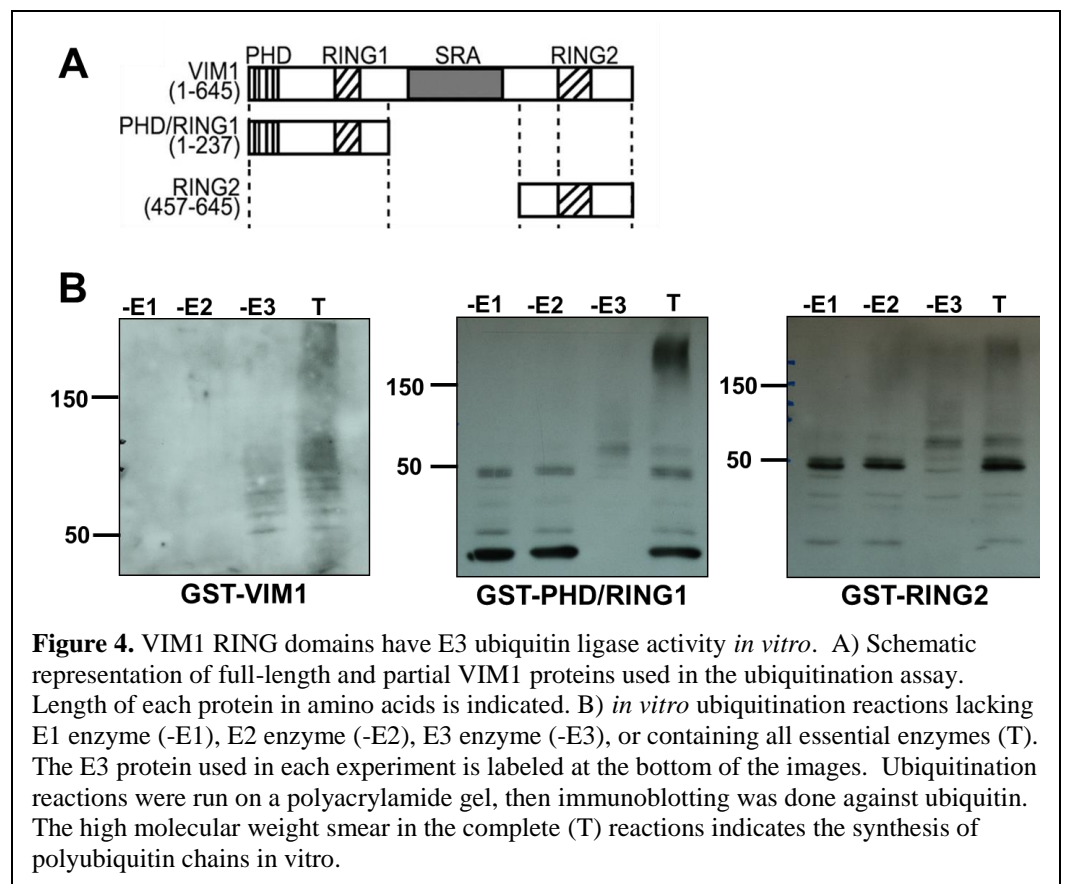 A
PHD RING1 SRA RING2
VIM1
(1-645)
PHD/RING1
(1-237)
RING2
(457-645)
B
-E1 -E2 -E3 T
-E1 -E2 -E3 T
-E1 -E2 -E3 T
150
50
150
50
150
50
GST-VIM1
GST-PHD/RING1
GST-RING2
Figure 4. VIM1 RING domains have E3 ubiquitin ligase activity in vitro. A) Schematic
representation of full-length and partial VIM1 proteins used in the ubiquitination assay.
Length of each protein in amino acids is indicated. B) in vitro ubiquitination reactions lacking
E1 enzyme (-E1), E2 enzyme (-E2), E3 enzyme (-E3), or containing all essential enzymes (T).
The E3 protein used in each experiment is labeled at the bottom of the images. Ubiquitination
reactions were run on a polyacrylamide gel, then immunoblotting was done against ubiquitin.
The high molecular weight smear in the complete (T) reactions indicates the synthesis of
polyubiquitin chains in vitro.